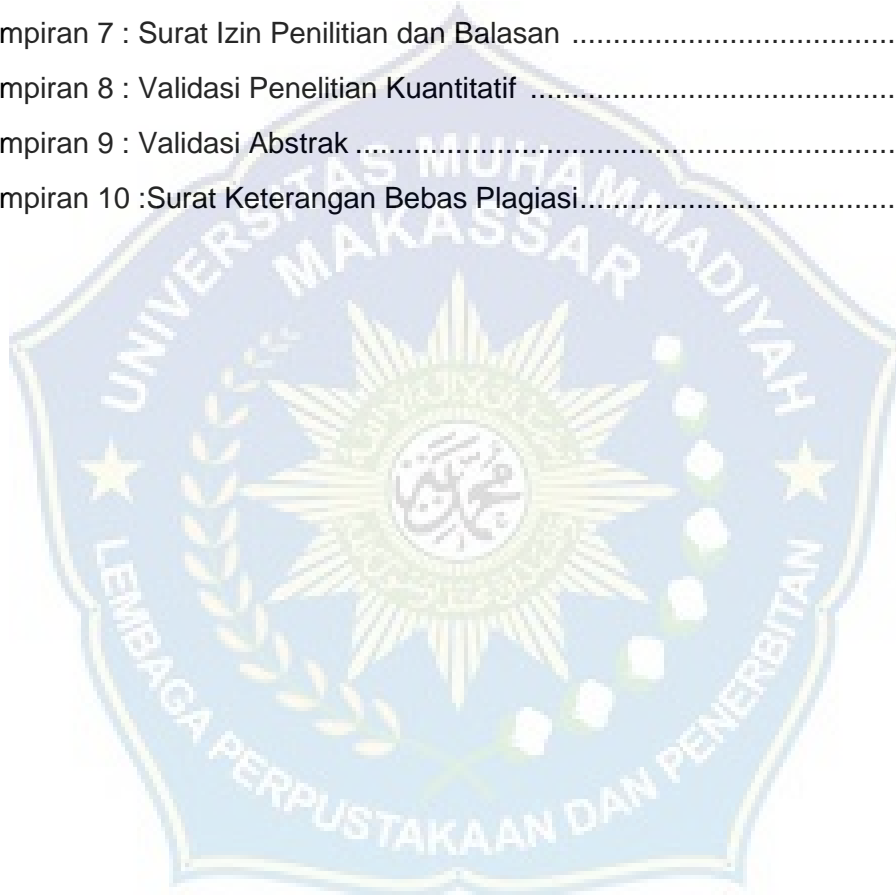 mpiran 7 : Surat Izin Penilitian dan Balasan ......................................
mpiran 8 : Validasi Penelitian Kuantitatif ...........................................
mpiran 9 : Validasi Abstrak ................................................................
mpiran 10 :Surat Keterangan Bebas Plagiasi.....................................
UNIVERSITAS MUHAMMADIYAH
MAKASSAR
LEMBAGA PERPUSTAKAAN DAN PENERBITAN